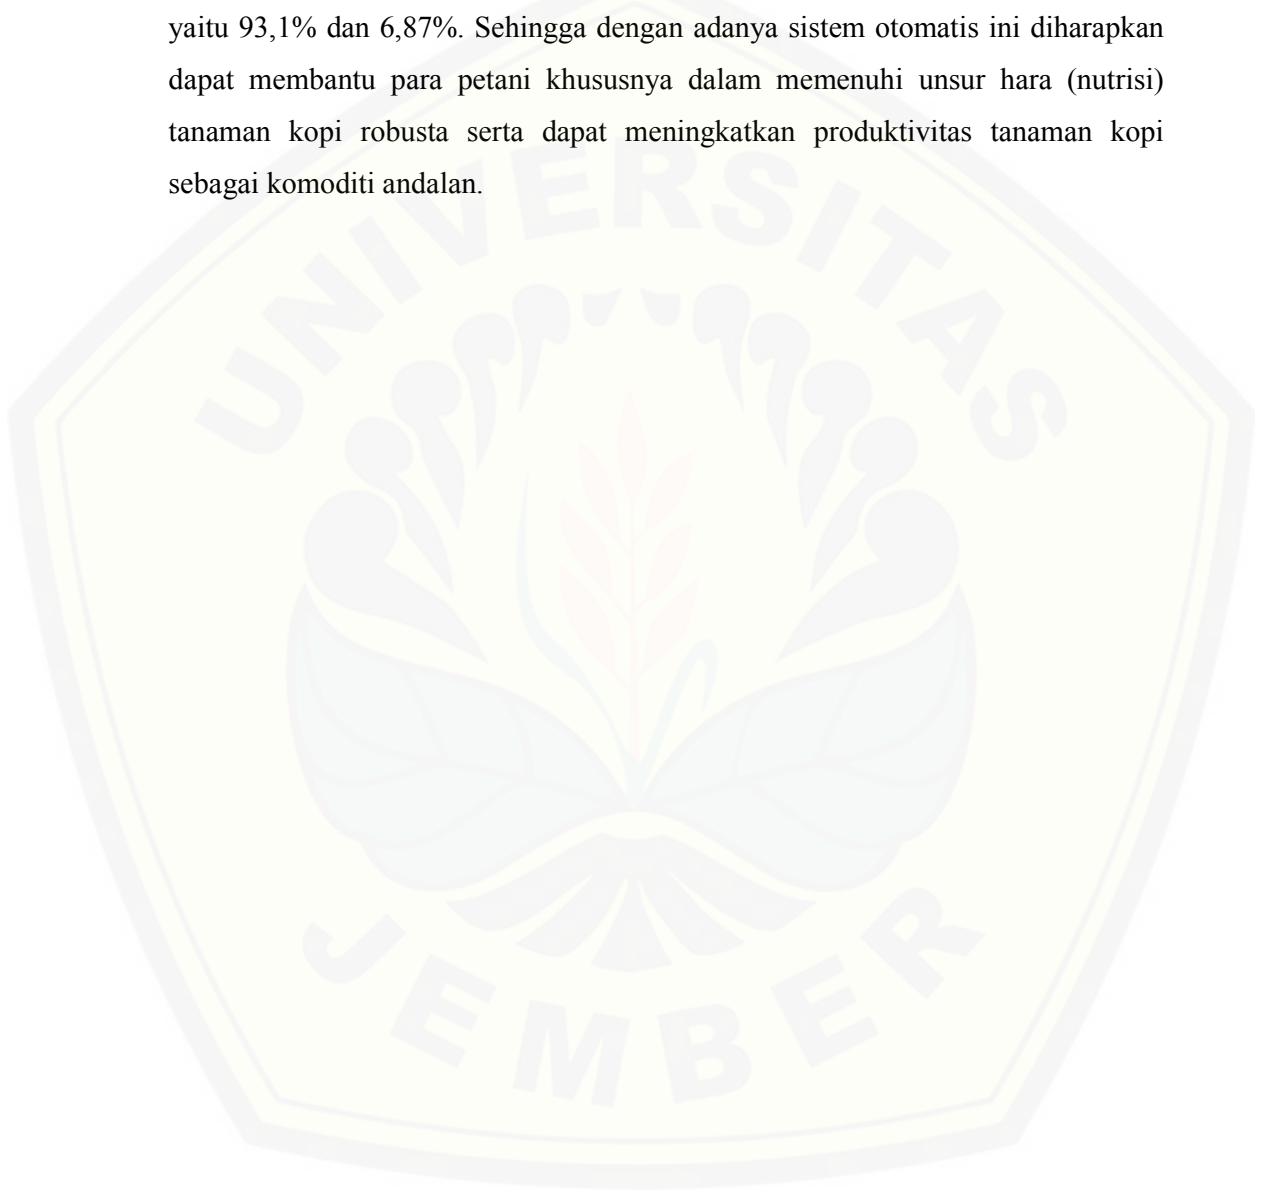 yaitu 93,1% dan 6,87%. Sehingga dengan adanya sistem otomatis ini diharapkan
dapat membantu para petani khususnya dalam memenuhi unsur hara (nutrisi)
tanaman kopi robusta serta dapat meningkatkan produktivitas tanaman kopi
sebagai komoditi andalan.
UNIVERSITAS
JEMBER